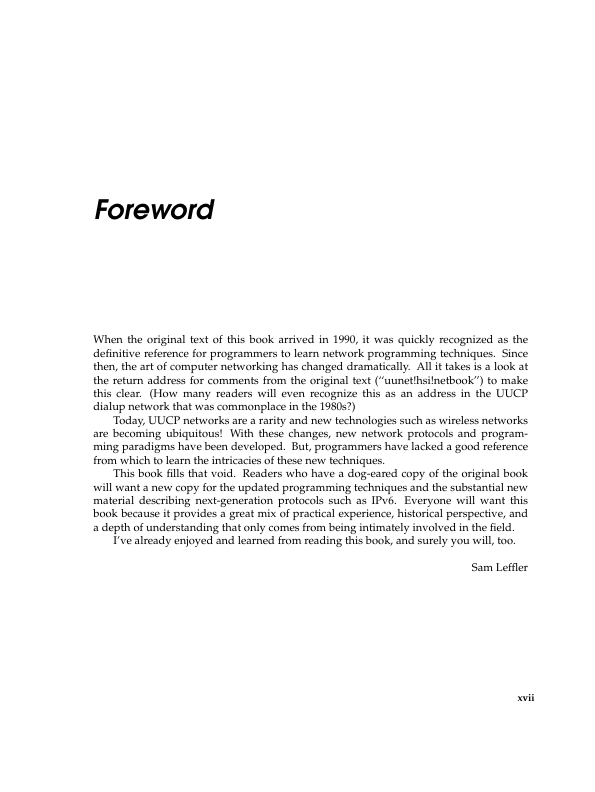 Foreword
When the original text of this book arrived in 1990, it was quickly recognized as the
definitive reference for programmers to learn network programming techniques. Since
then, the art of computer networking has changed dramatically. All it takes is a look at
the return address for comments from the original text (“uunet!hsi!netbook”) to make
this clear. (How many readers will even recognize this as an address in the UUCP
dialup network that was commonplace in the 1980s?)
Today, UUCP networks are a rarity and new technologies such as wireless networks
are becoming ubiquitous! With these changes, new network protocols and program-
ming paradigms have been developed. But, programmers have lacked a good reference
from which to learn the intricacies of these new techniques.
This book fills that void. Readers who have a dog-eared copy of the original book
will want a new copy for the updated programming techniques and the substantial new
material describing next-generation protocols such as IPv6. Everyone will want this
book because it provides a great mix of practical experience, historical perspective, and
a depth of understanding that only comes from being intimately involved in the field.
I’ve already enjoyed and learned from reading this book, and surely you will, too.
Sam Leffler
xvii